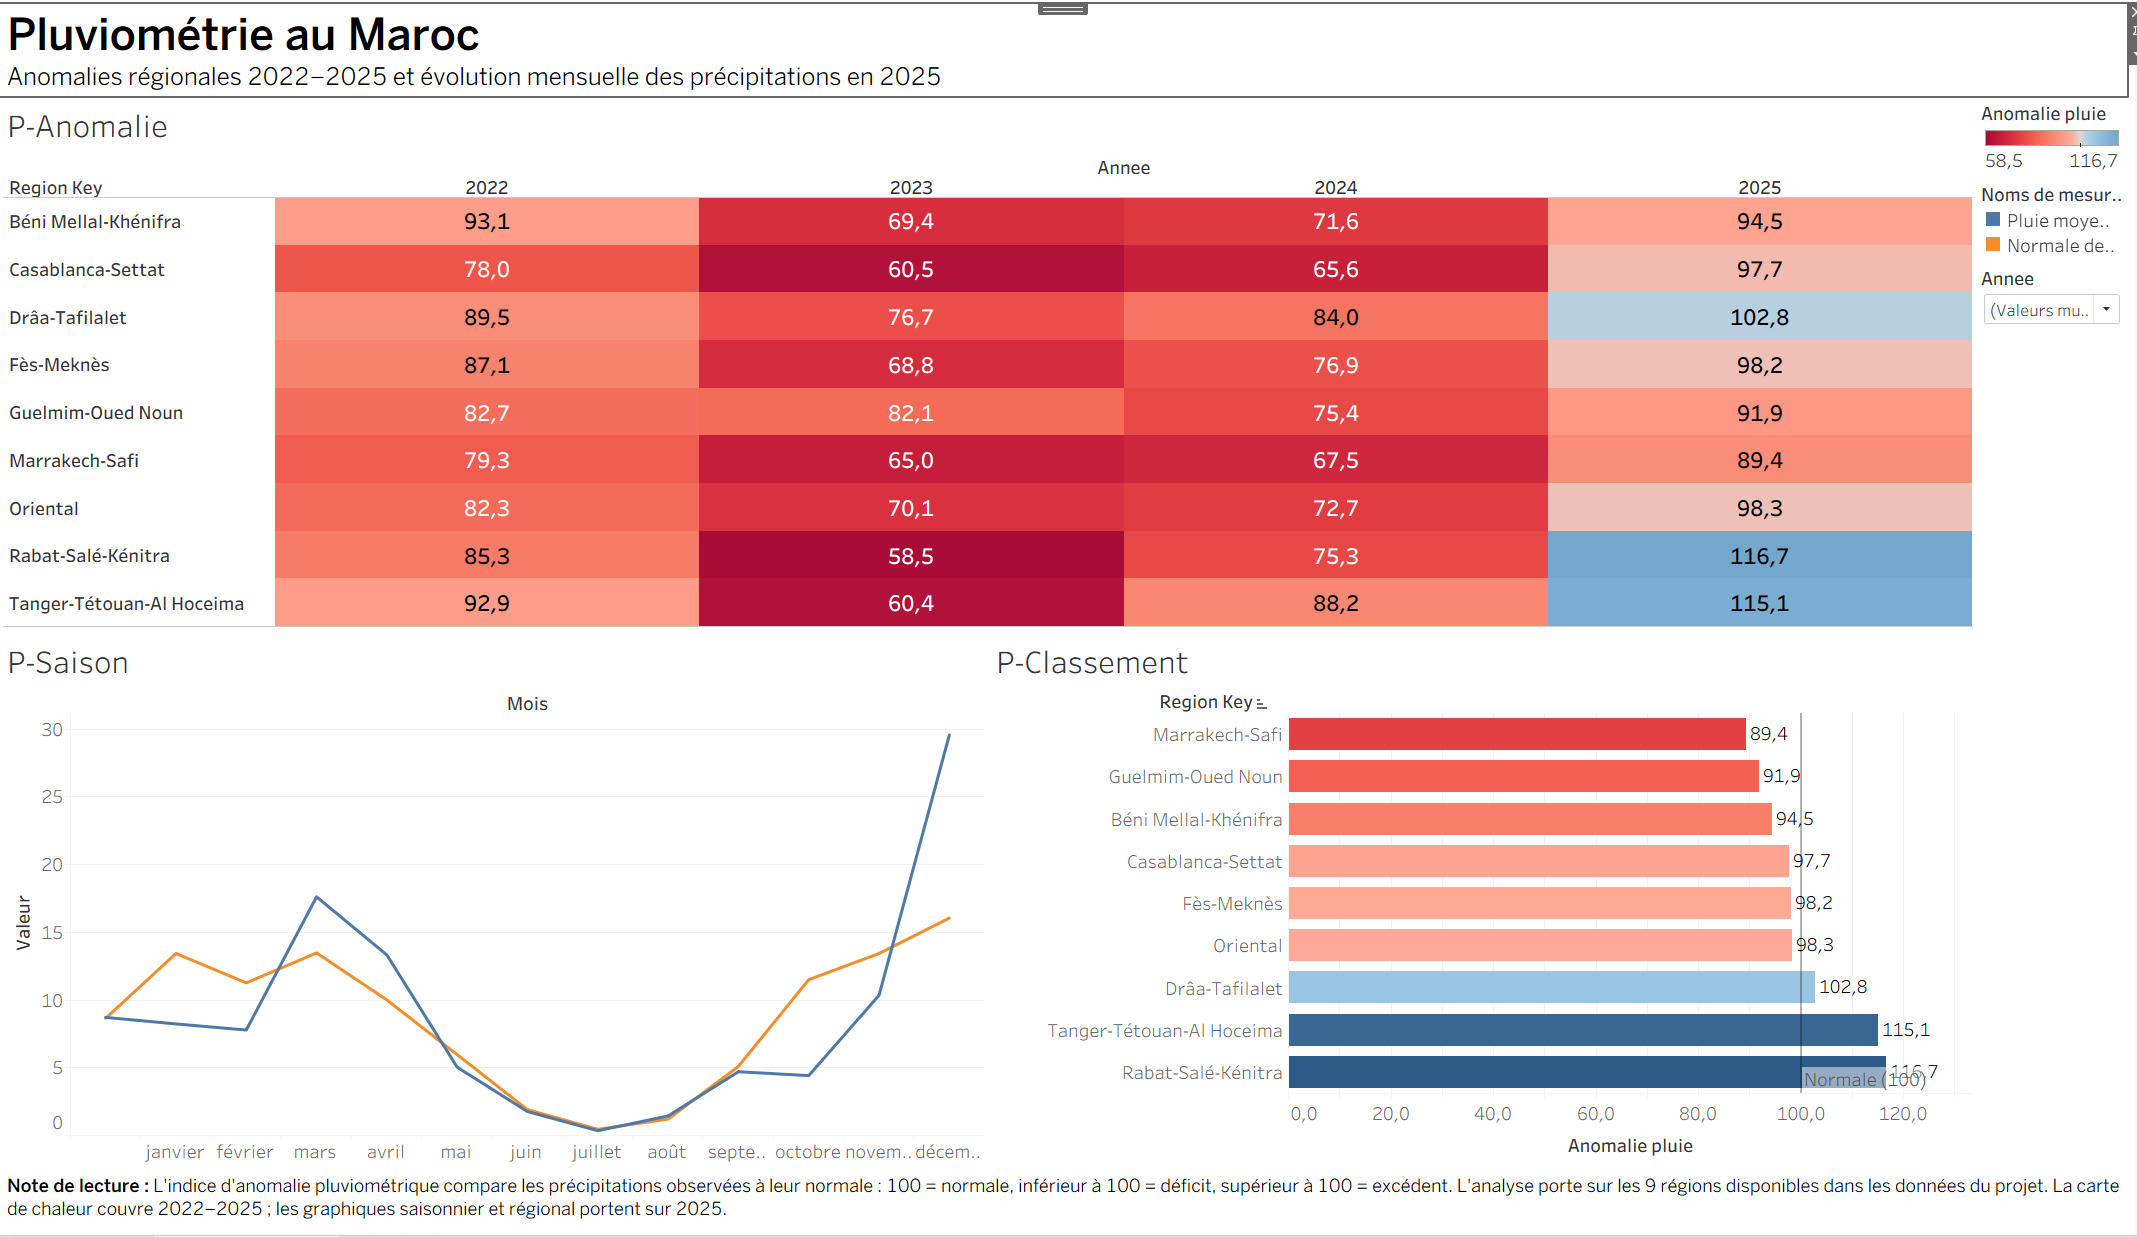 Pluviométrie au Maroc
Anomalies régionales 2022–2025 et évolution mensuelle des précipitations en 2025
P-Anomalie
Annee
Region Key 2022 2023 2024 2025
Béni Mellal-Khénifra 93,1 69,4 71,6 94,5
Casablanca-Settat 78,0 60,5 65,6 97,7
Drâa-Tafilalet 89,5 76,7 84,0 102,8
Fès-Meknès 87,1 68,8 76,9 98,2
Guelmim-Oued Noun 82,7 82,1 75,4 91,9
Marrakech-Safi 79,3 65,0 67,5 89,4
Oriental 82,3 70,1 72,7 98,3
Rabat-Salé-Kénitra 85,3 58,5 75,3 116,7
Tanger-Tétouan-Al Hoceima 92,9 60,4 88,2 115,1
Anomalie pluie
58,5 116,7
Noms de mesur..
Pluie moye..
Normale de..
Annee
(Valeurs mu..
P-Saison
Mois
30
25
20
15
10
5
0
Valeur
janvier février mars avril mai juin juillet août septe.. octobre novem.. décem..
P-Classement
Region Key
Marrakech-Safi 89,4
Guelmim-Oued Noun 91,9
Béni Mellal-Khénifra 94,5
Casablanca-Settat 97,7
Fès-Meknès 98,2
Oriental 98,3
Drâa-Tafilalet 102,8
Tanger-Tétouan-Al Hoceima 115,1
Rabat-Salé-Kénitra 116,7
Normale (100)
0,0 20,0 40,0 60,0 80,0 100,0 120,0
Anomalie pluie
Note de lecture : L'indice d'anomalie pluviométrique compare les précipitations observées à leur normale : 100 = normale, inférieur à 100 = déficit, supérieur à 100 = excédent. L'analyse porte sur les 9 régions disponibles dans les données du projet. La carte
de chaleur couvre 2022–2025 ; les graphiques saisonnier et régional portent sur 2025.